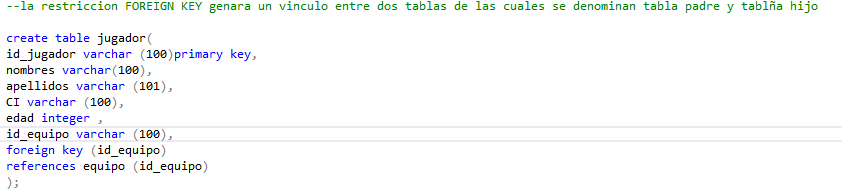 --la restriccion FOREIGN KEY genara un vinculo entre dos tablas de las cuales se denominan tabla padre y tablña hijo
create table jugador(
id_jugador varchar (100)primary key,
nombres varchar(100),
apellidos varchar (101),
CI varchar (100),
edad integer ,
id_equipo varchar (100),
foreign key (id_equipo)
references equipo (id_equipo)
);